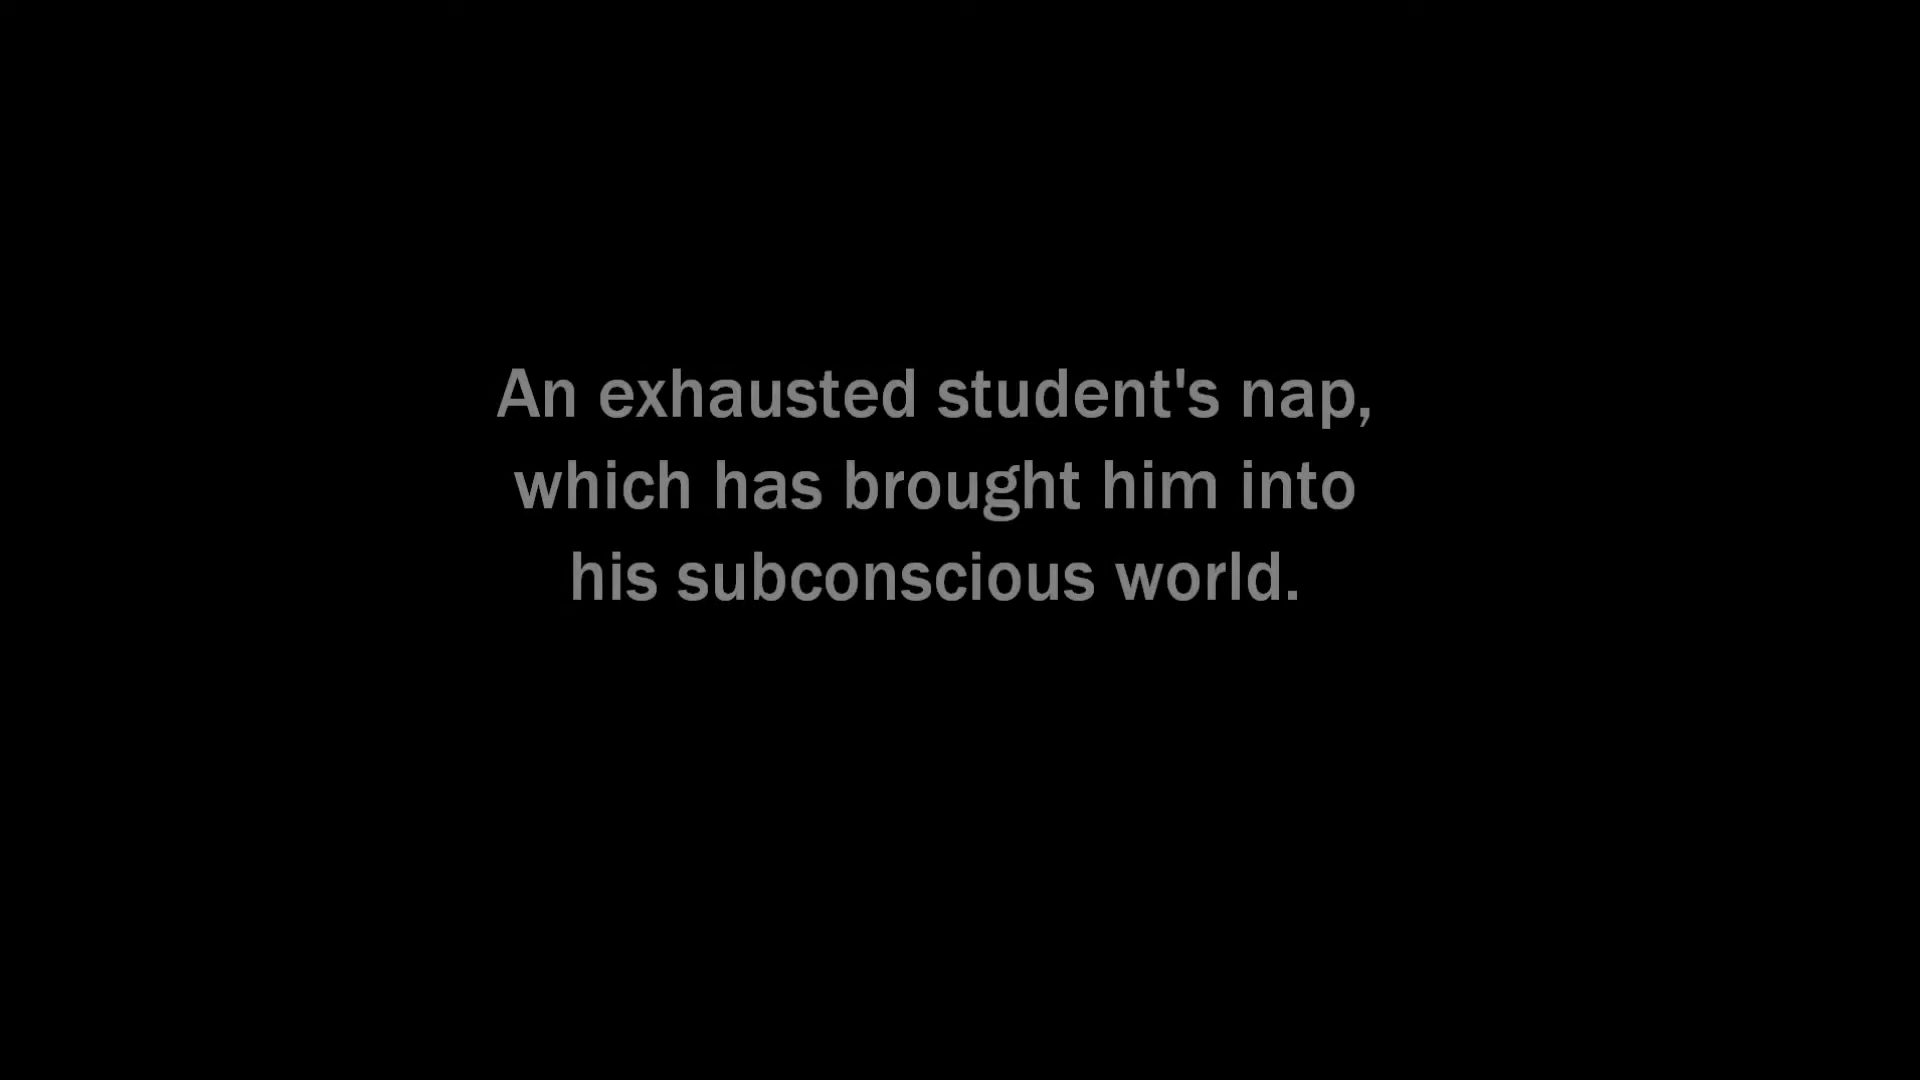 An exhausted student's nap,
which has brought him into
his subconscious world.